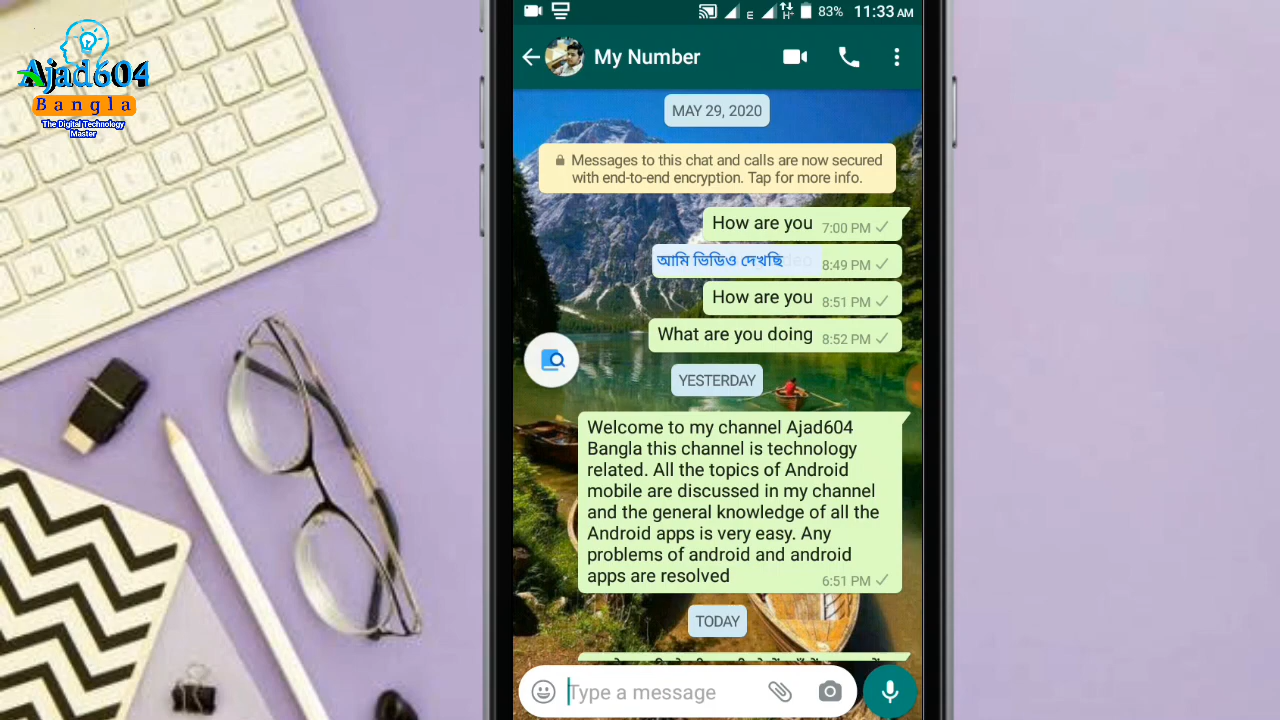 Ajad604
Bangla
The Digital Technology
Master
E
H+
83%
11:33 AM
My Number
MAY 29, 2020
Messages to this chat and calls are now secured
with end-to-end encryption. Tap for more info.
How are you 7:00 PM
আমি ভিডিও দেখছি 8:49 PM
How are you 8:51 PM
What are you doing 8:52 PM
YESTERDAY
Welcome to my channel Ajad604
Bangla this channel is technology
related. All the topics of Android
mobile are discussed in my channel
and the general knowledge of all the
Android apps is very easy. Any
problems of android and android
apps are resolved 6:51 PM
TODAY
Type a message